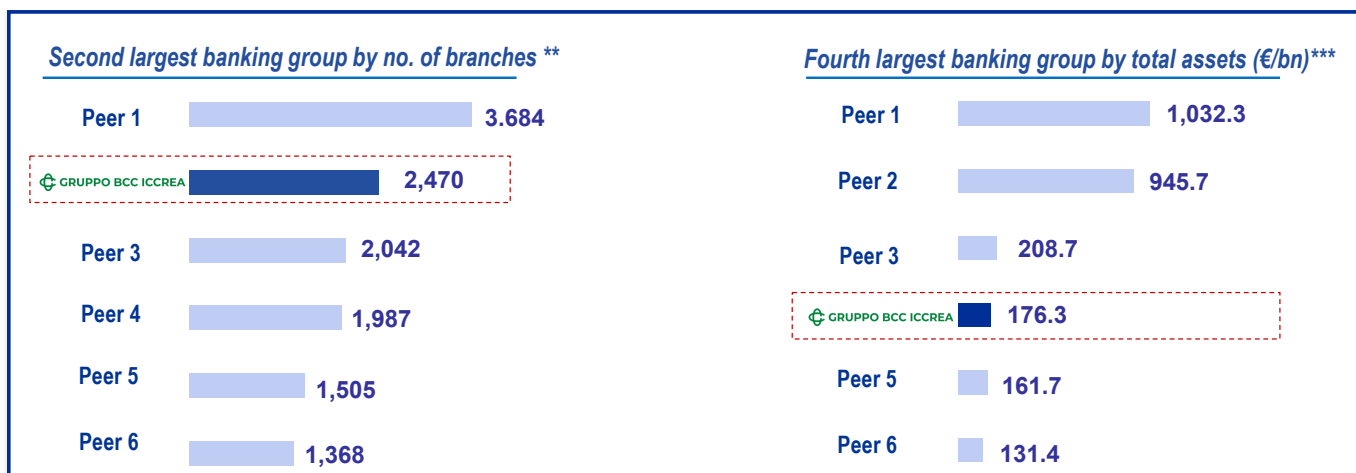 Second largest banking group by no. of branches **
Peer 1
3.684
GRUPPO BCC ICCREA
2,470
Peer 3
2,042
Peer 4
1,987
Peer 5
1,505
Peer 6
1,368
Fourth largest banking group by total assets (€/bn)***
Peer 1
1,032.3
Peer 2
945.7
Peer 3
208.7
GRUPPO BCC ICCREA
176.3
Peer 5
161.7
Peer 6
131.4